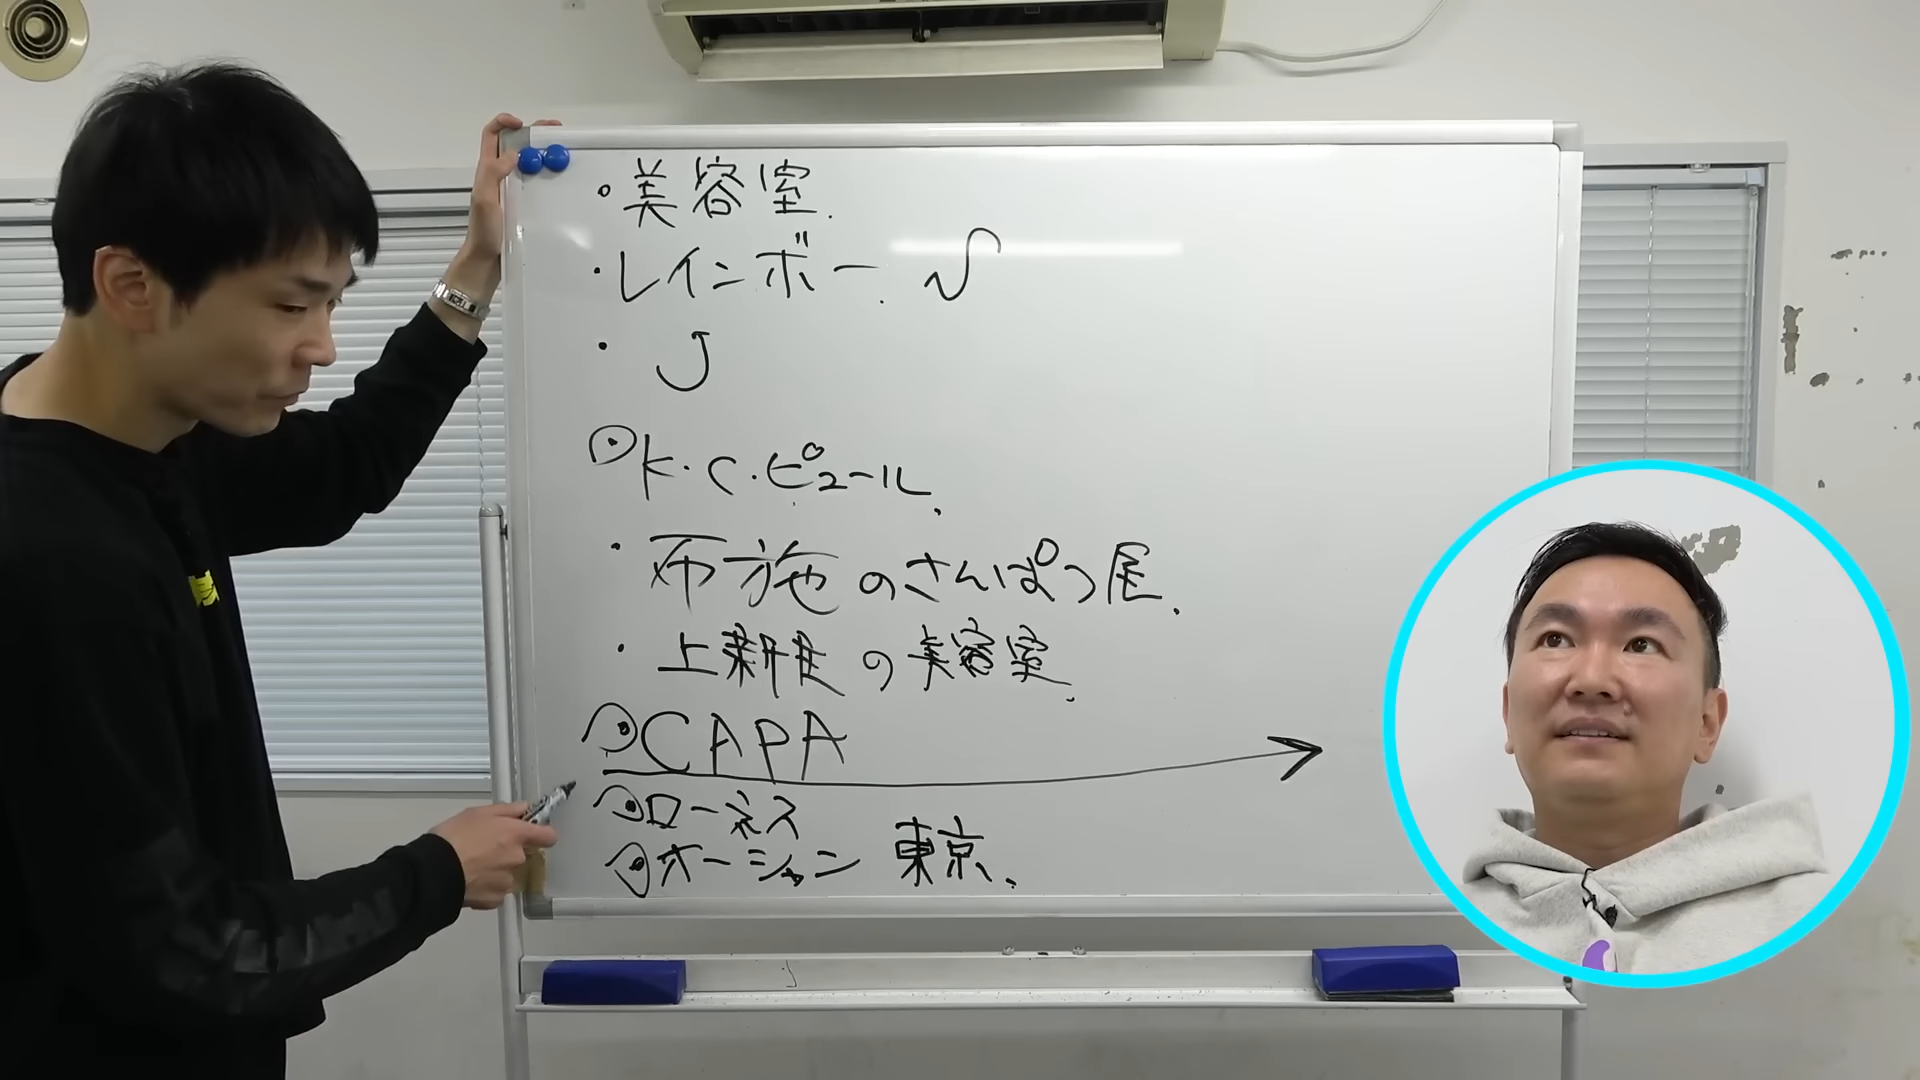 ・美容室.
・レインボー.
・J
・K.C.ピュール.
・布施のさんぱつ屋.
・上新庄の美容室.
・CAPA
・ローネス
・オーシャン 東京.